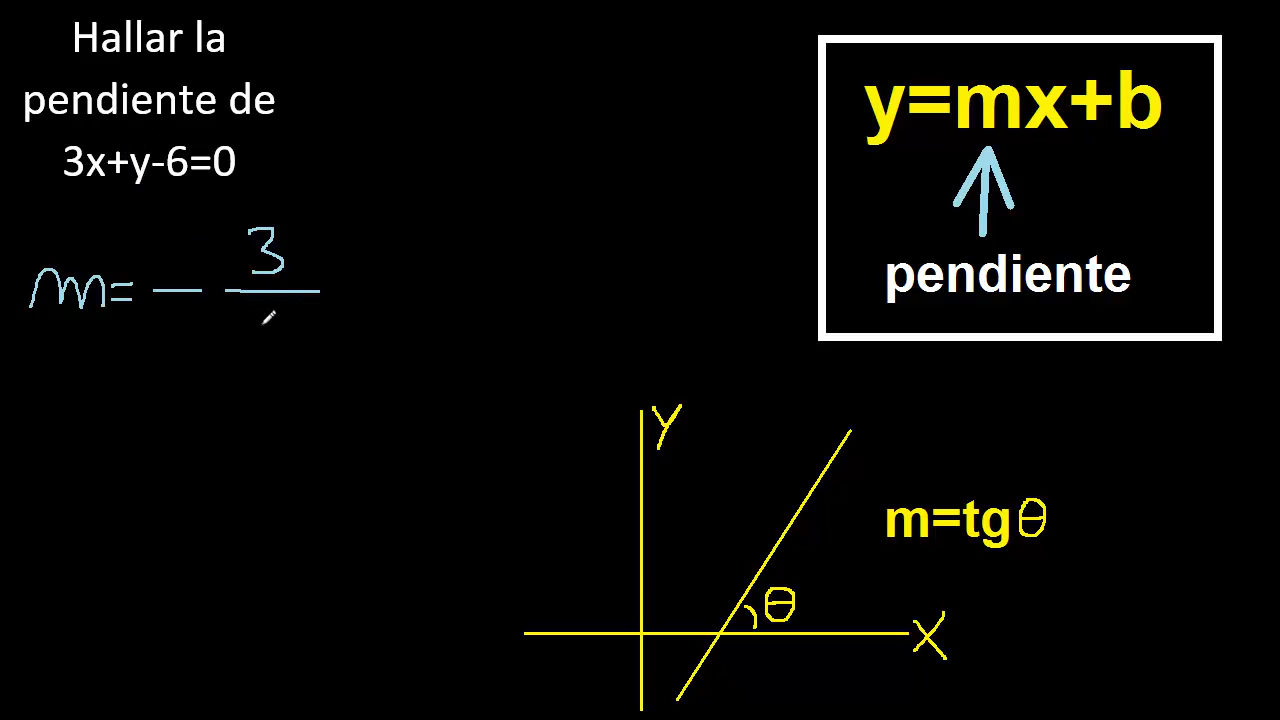 Hallar la
pendiente de
3x+y-6=0
m= - 3
y=mx+b
pendiente
Y
m=tgθ
θ
X